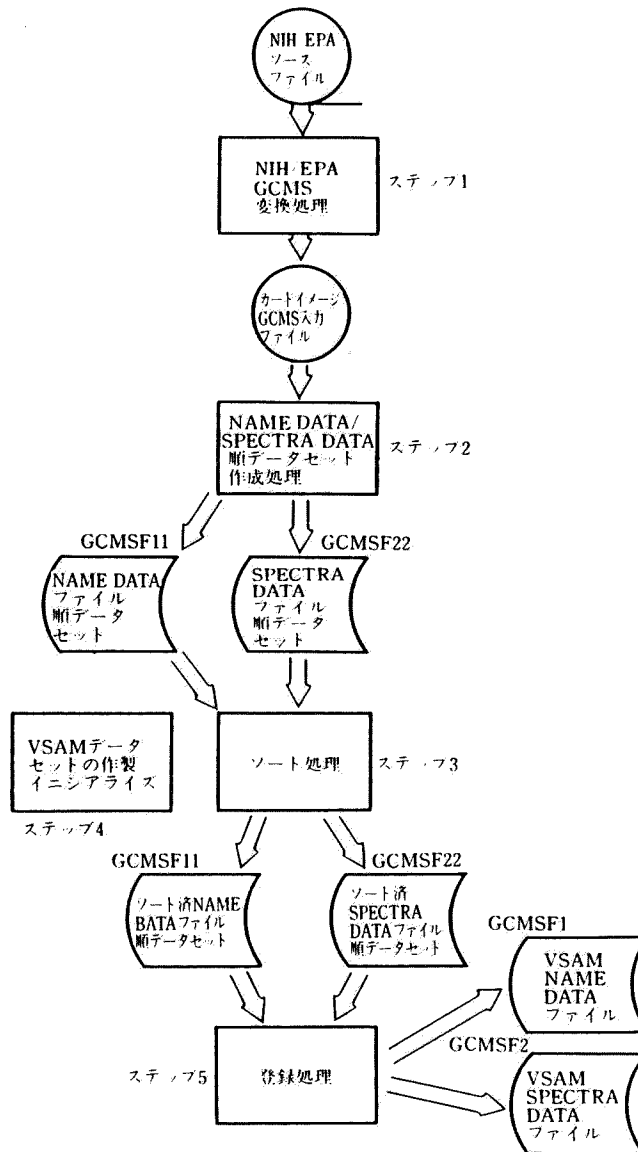 NIH EPA
ソース
ファイル
NIH/EPA
GCMS
変換処理
ステップ1
カードイメージ
GCMS入力
ファイル
NAME DATA/
SPECTRA DATA
順データセット
作成処理
ステップ2
GCMSF11
GCMSF22
NAME DATA
ファイル
順データ
セット
SPECTRA
DATA
ファイル
順データ
セット
VSAMデータ
セットの作製
イニシアライズ
ステップ4
ソート処理
ステップ3
GCMSF11
GCMSF22
ソート済NAME
BATAファイル
順データセット
ソート済
SPECTRA
DATAファイル
順データセット
GCMSF1
VSAM
NAME
DATA
ファイル
ステップ5
登録処理
GCMSF2
VSAM
SPECTRA
DATA
ファイル